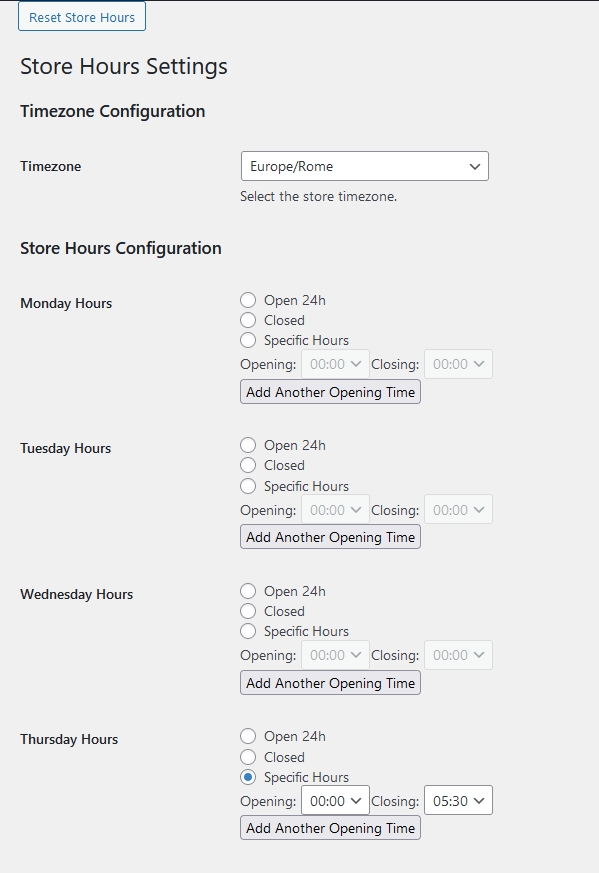 Reset Store Hours
Store Hours Settings
Timezone Configuration
Timezone Europe/Rome
Select the store timezone.
Store Hours Configuration
Monday Hours Open 24h
Closed
Specific Hours
Opening: 00:00 Closing: 00:00
Add Another Opening Time
Tuesday Hours Open 24h
Closed
Specific Hours
Opening: 00:00 Closing: 00:00
Add Another Opening Time
Wednesday Hours Open 24h
Closed
Specific Hours
Opening: 00:00 Closing: 00:00
Add Another Opening Time
Thursday Hours Open 24h
Closed
Specific Hours
Opening: 00:00 Closing: 05:30
Add Another Opening Time